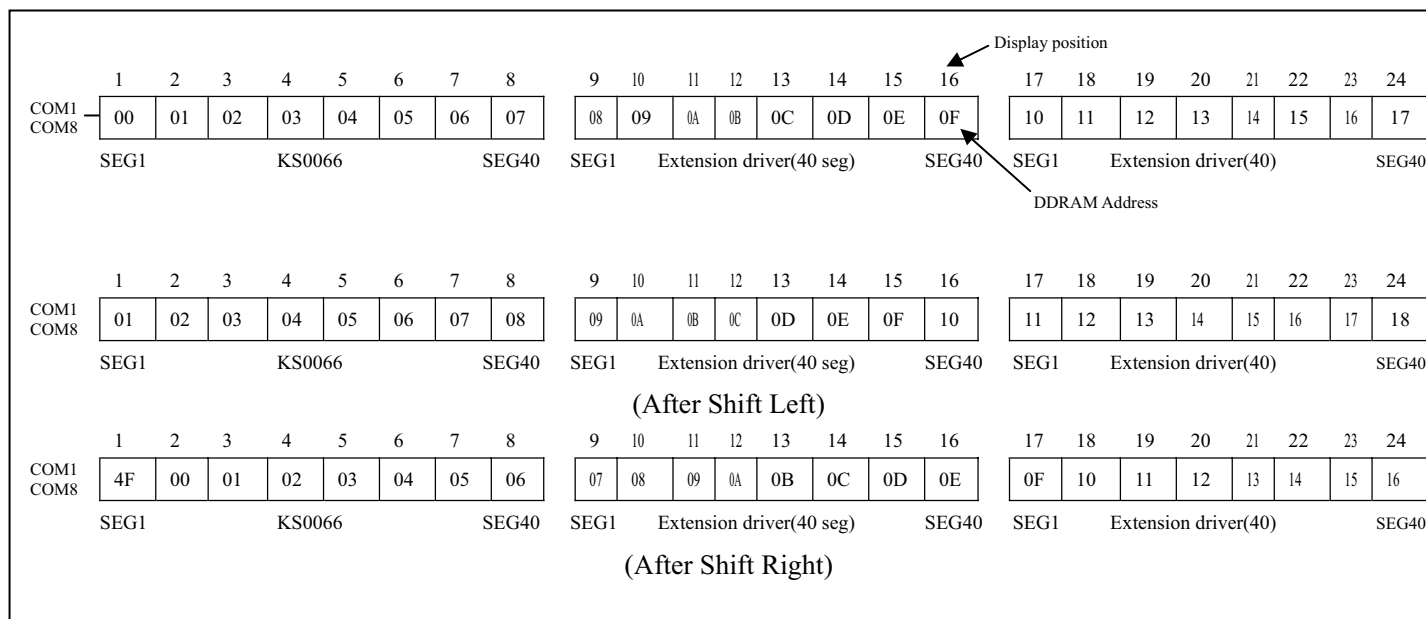 Display position
1 2 3 4 5 6 7 8 9 10 11 12 13 14 15 16 17 18 19 20 21 22 23 24
COM1
COM8
00 01 02 03 04 05 06 07 08 09 0A 0B 0C 0D 0E 0F 10 11 12 13 14 15 16 17
SEG1 KS0066 SEG40 SEG1 Extension driver(40 seg) SEG40 SEG1 Extension driver(40) SEG40
DDRAM Address
1 2 3 4 5 6 7 8 9 10 11 12 13 14 15 16 17 18 19 20 21 22 23 24
COM1
COM8
01 02 03 04 05 06 07 08 09 0A 0B 0C 0D 0E 0F 10 11 12 13 14 15 16 17 18
SEG1 KS0066 SEG40 SEG1 Extension driver(40 seg) SEG40 SEG1 Extension driver(40) SEG40
(After Shift Left)
1 2 3 4 5 6 7 8 9 10 11 12 13 14 15 16 17 18 19 20 21 22 23 24
COM1
COM8
4F 00 01 02 03 04 05 06 07 08 09 0A 0B 0C 0D 0E 0F 10 11 12 13 14 15 16
SEG1 KS0066 SEG40 SEG1 Extension driver(40 seg) SEG40 SEG1 Extension driver(40) SEG40
(After Shift Right)